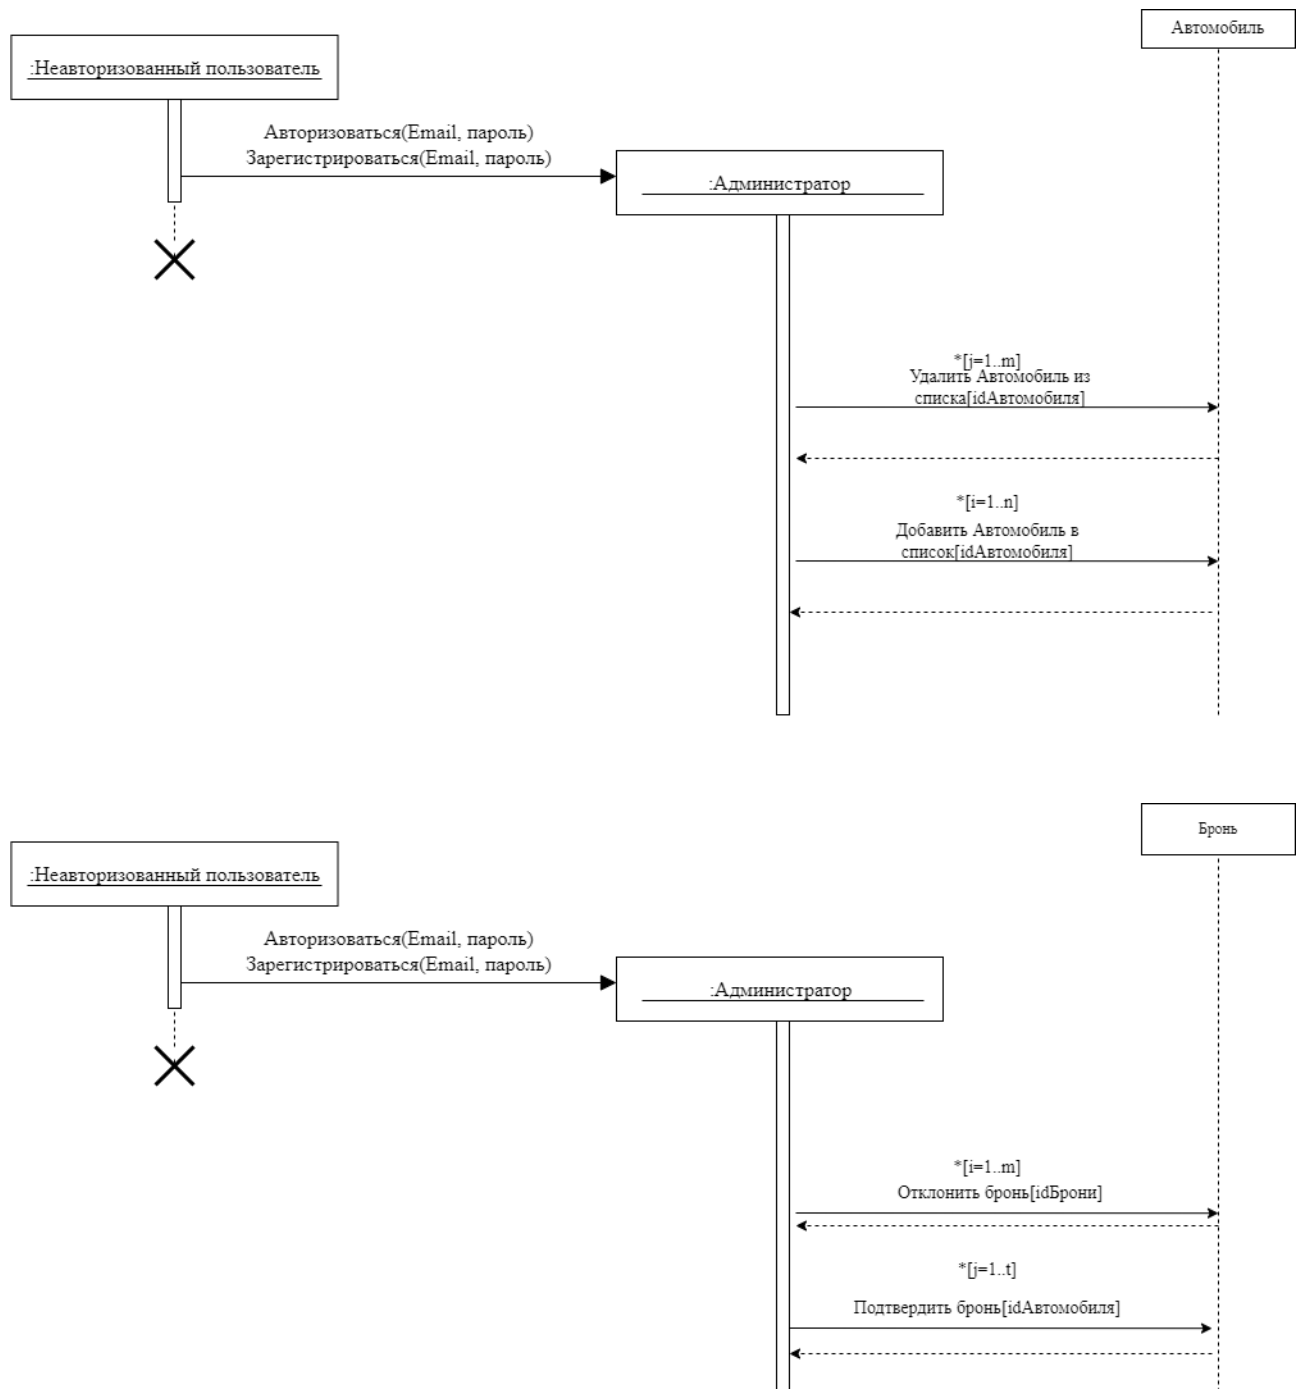 Автомобиль
:Неавторизованный пользователь
Авторизоваться(Email, пароль)
Зарегистрироваться(Email, пароль)
:Администратор
*[j=1..m]
Удалить Автомобиль из
списка[idАвтомобиля]
*[i=1..n]
Добавить Автомобиль в
список[idАвтомобиля]
Бронь
:Неавторизованный пользователь
Авторизоваться(Email, пароль)
Зарегистрироваться(Email, пароль)
:Администратор
*[i=1..m]
Отклонить бронь[idБрони]
*[j=1..t]
Подтвердить бронь[idАвтомобиля]